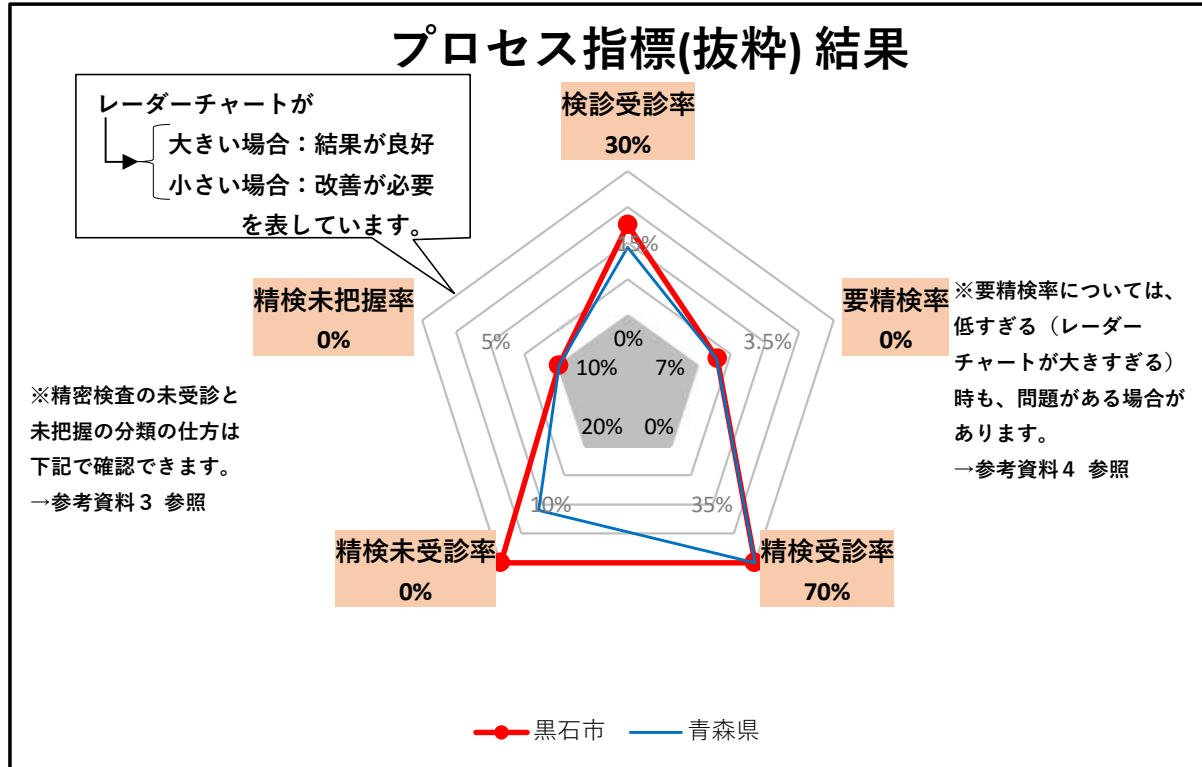 プロセス指標(抜粋) 結果
レーダーチャートが
大きい場合：結果が良好
小さい場合：改善が必要
を表しています。
検診受診率
30%
15%
0%
精検未把握率
0%
5%
10%
要精検率
0%
3.5%
7%
※要精検率については、
低すぎる（レーダー
チャートが大きすぎる）
時も、問題がある場合が
あります。
→参考資料４ 参照
※精密検査の未受診と
未把握の分類の仕方は
下記で確認できます。
→参考資料３ 参照
20%
0%
10%
35%
精検未受診率
0%
精検受診率
70%
黒石市
青森県